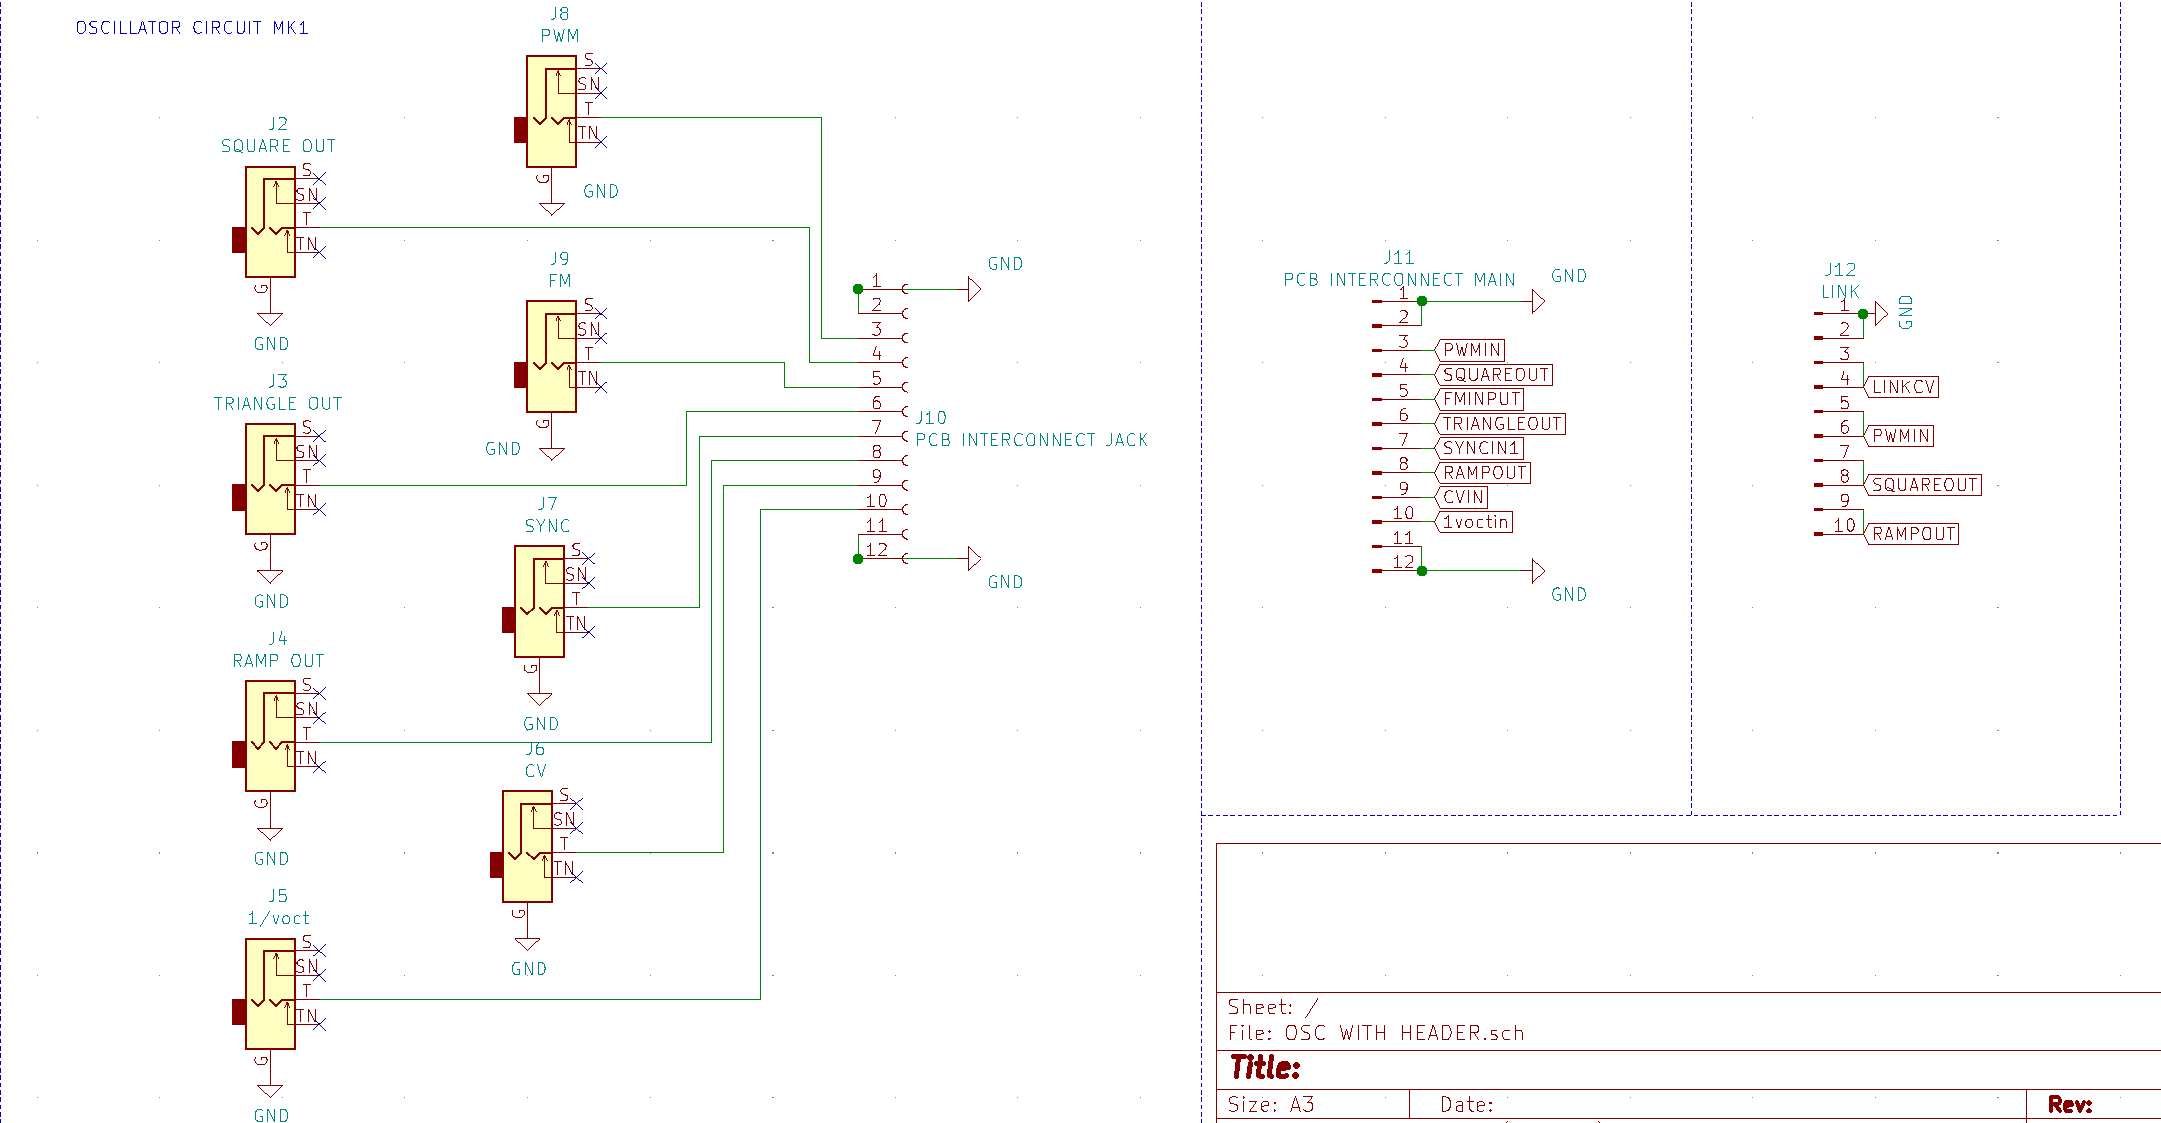 OSCILLATOR CIRCUIT MK1
J8
PWM
S
SN
T
TN
G
GND
J2
SQUARE OUT
S
SN
T
TN
G
GND
J9
FM
S
SN
T
TN
G
GND
J3
TRIANGLE OUT
S
SN
T
TN
G
GND
J7
SYNC
S
SN
T
TN
G
GND
J4
RAMP OUT
S
SN
T
TN
G
GND
J6
CV
S
SN
T
TN
G
GND
J5
1/voct
S
SN
T
TN
G
GND
GND
1
2
3
4
5
6
7
8
9
10
11
12
J10
PCB INTERCONNECT JACK
GND
J11
PCB INTERCONNECT MAIN
GND
1
2
3 PWMIN
4 SQUAREOUT
5 FMINPUT
6 TRIANGLEOUT
7 SYNCIN1
8 RAMPOUT
9 CVIN
10 1voctin
11
12
GND
J12
LINK
GND
1
2
3
4 LINKCV
5
6 PWMIN
7
8 SQUAREOUT
9
10 RAMPOUT
Sheet: /
File: OSC WITH HEADER.sch
Title:
Size: A3 Date: Rev: